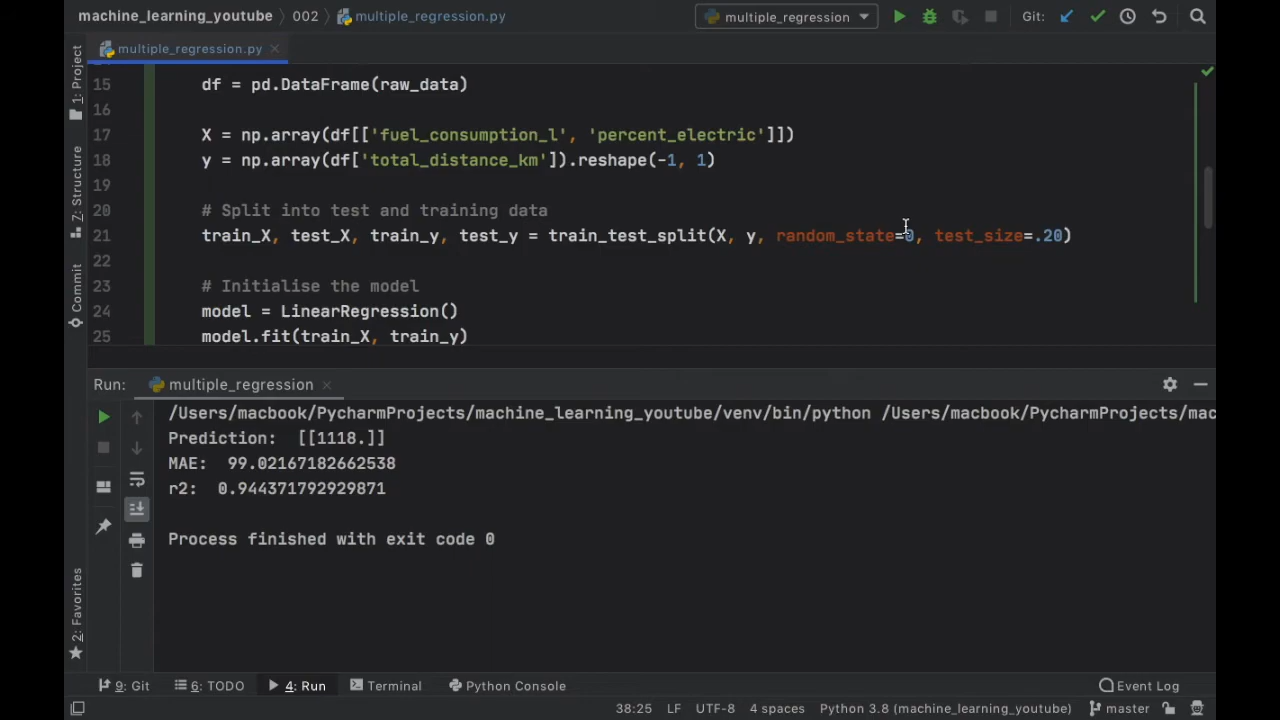 machine_learning_youtube 002 multiple_regression.py multiple_regression Git:
multiple_regression.py
1: Project
7: Structure
Commit
2: Favorites
15 df = pd.DataFrame(raw_data)
16
17 X = np.array(df[['fuel_consumption_l', 'percent_electric']])
18 y = np.array(df['total_distance_km']).reshape(-1, 1)
19
20 # Split into test and training data
21 train_X, test_X, train_y, test_y = train_test_split(X, y, random_state=0, test_size=.20)
22
23 # Initialise the model
24 model = LinearRegression()
25 model.fit(train_X, train_y)
Run: multiple_regression
/Users/macbook/PycharmProjects/machine_learning_youtube/venv/bin/python /Users/macbook/PycharmProjects/mac
Prediction: [[1118.]]
MAE: 99.02167182662538
r2: 0.944371792929871
Process finished with exit code 0
9: Git 6: TODO 4: Run Terminal Python Console Event Log
38:25 LF UTF-8 4 spaces Python 3.8 (machine_learning_youtube) master